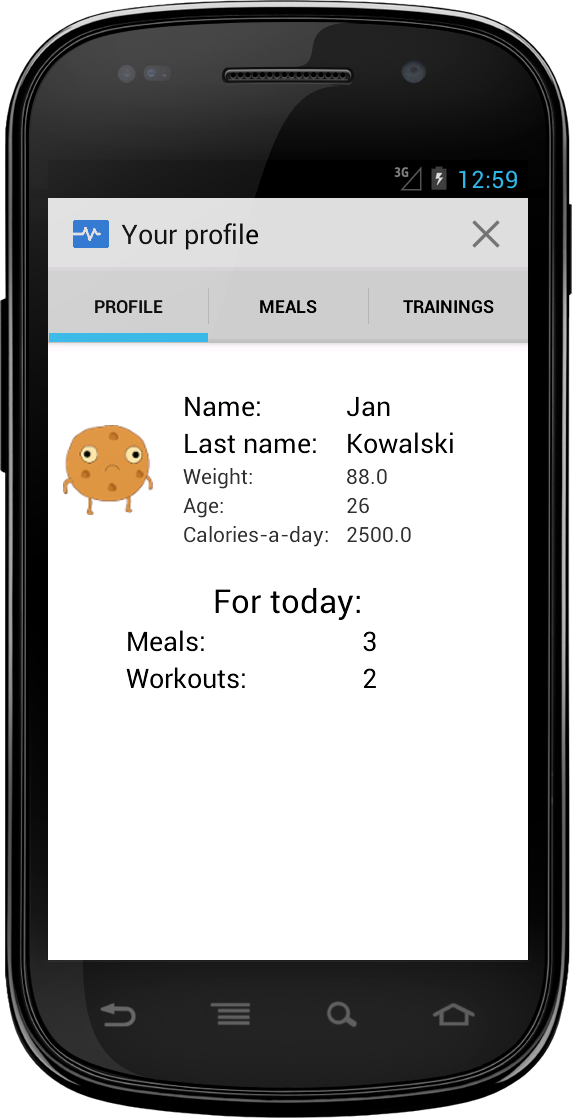 3G 12:59
Your profile
PROFILE MEALS TRAININGS
Name: Jan
Last name: Kowalski
Weight: 88.0
Age: 26
Calories-a-day: 2500.0
For today:
Meals: 3
Workouts: 2